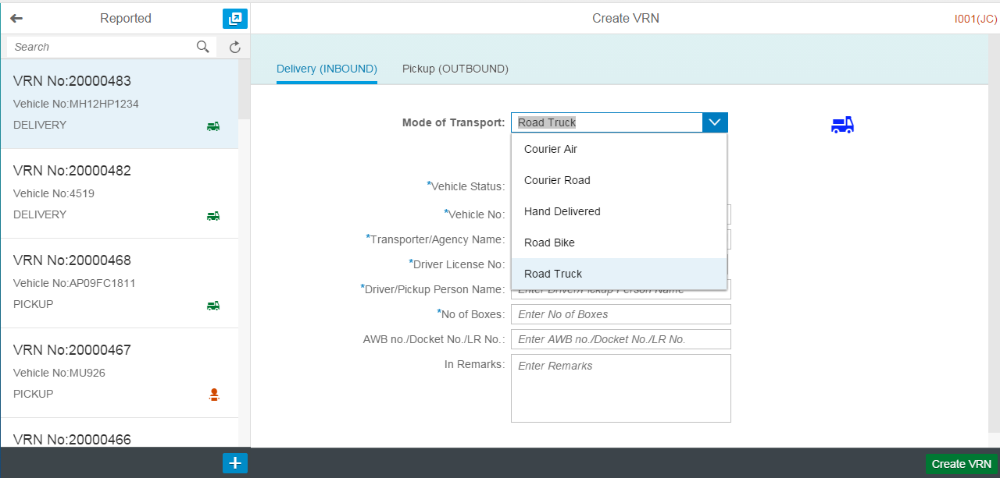 Reported
Create VRN
I001(JC)
Search
VRN No:20000483
Vehicle No:MH12HP1234
DELIVERY
VRN No:20000482
Vehicle No:4519
DELIVERY
VRN No:20000468
Vehicle No:AP09FC1811
PICKUP
VRN No:20000467
Vehicle No:MU926
PICKUP
VRN No:20000466
Delivery (INBOUND)
Pickup (OUTBOUND)
Mode of Transport: Road Truck
Courier Air
Courier Road
Hand Delivered
Road Bike
Road Truck
*Vehicle Status:
*Vehicle No:
*Transporter/Agency Name:
*Driver License No:
*Driver/Pickup Person Name: Enter Driver/Pickup Person Name
*No of Boxes: Enter No of Boxes
AWB no./Docket No./LR No.: Enter AWB no./Docket No./LR No.
In Remarks: Enter Remarks
Create VRN